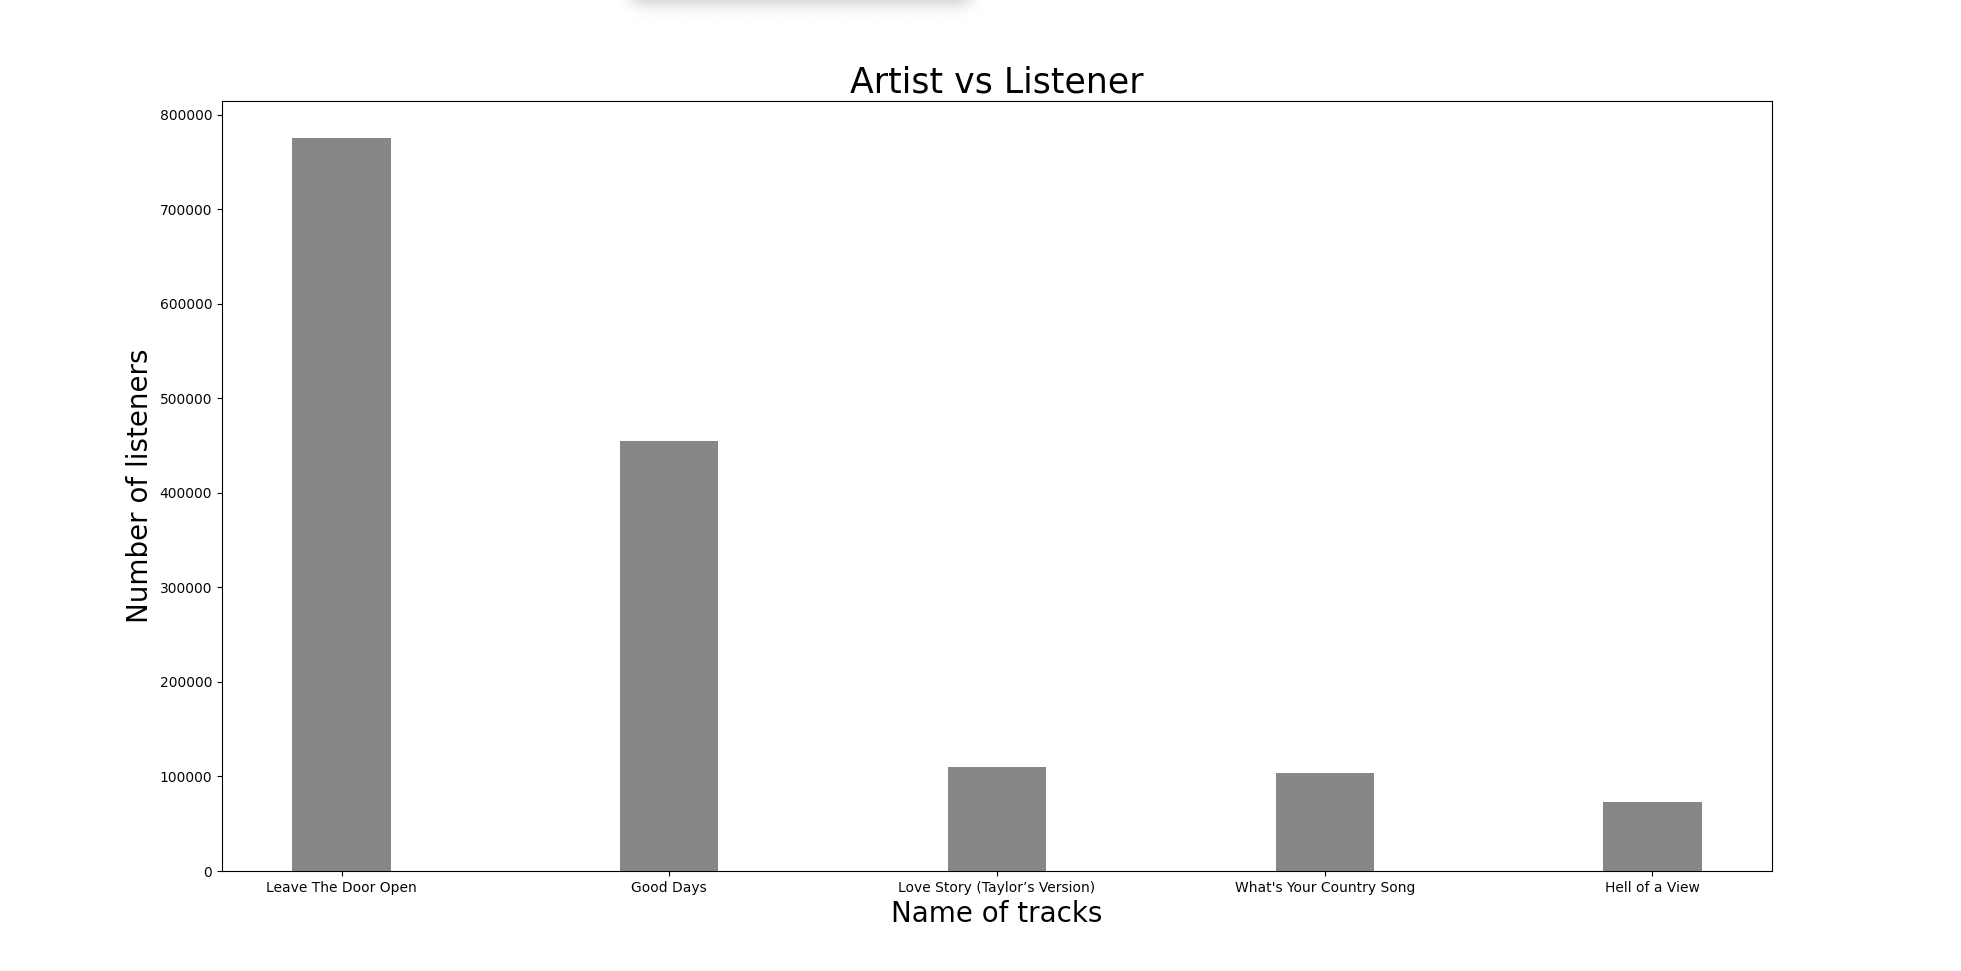 Artist vs Listener
800000
700000
600000
500000
400000
300000
200000
100000
0
Number of listeners
Leave The Door Open
Good Days
Love Story (Taylor’s Version)
What's Your Country Song
Hell of a View
Name of tracks